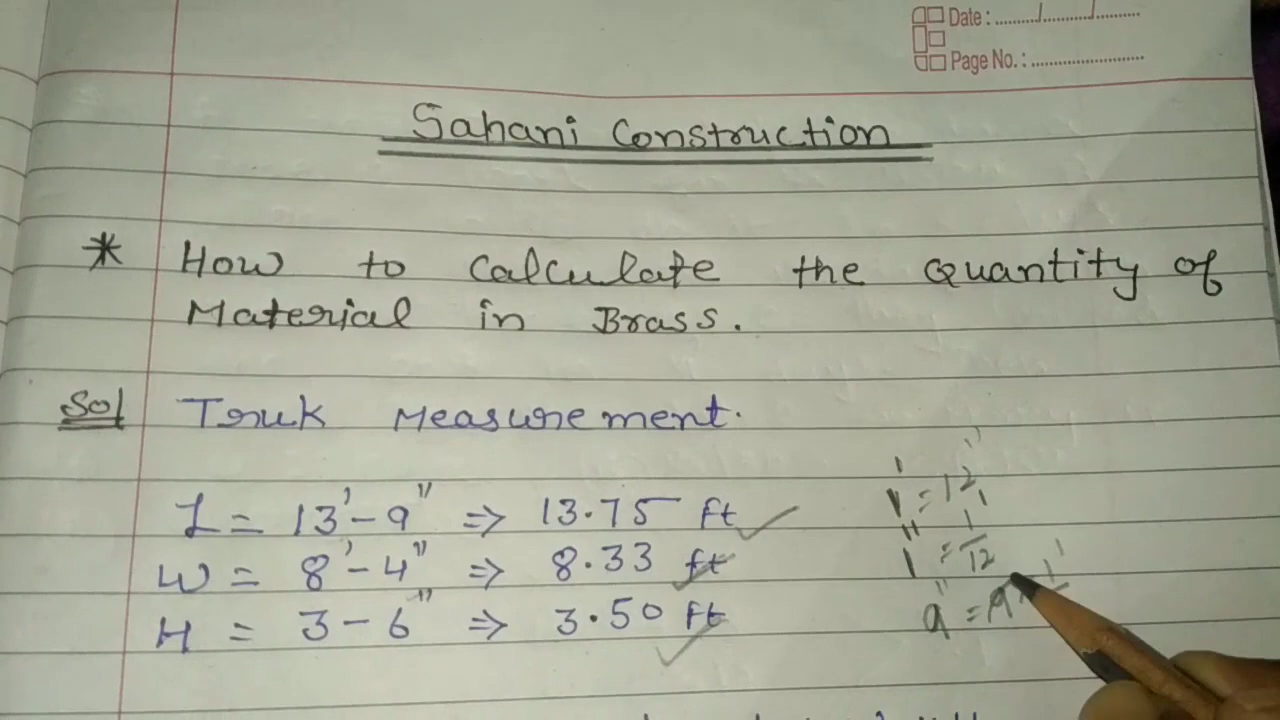 Date : ......../........../..........
Page No. : ..........................
Sahani Construction
* How to calculate the Quantity of
Material in Brass.
Sol Truk Measurement.
L = 13'-9" ⇒ 13.75 ft ✓
W = 8'-4" ⇒ 8.33 ft ✓
H = 3-6" ⇒ 3.50 ft ✓
1' = 12"
1" = 1/12'
9" = 9×1'